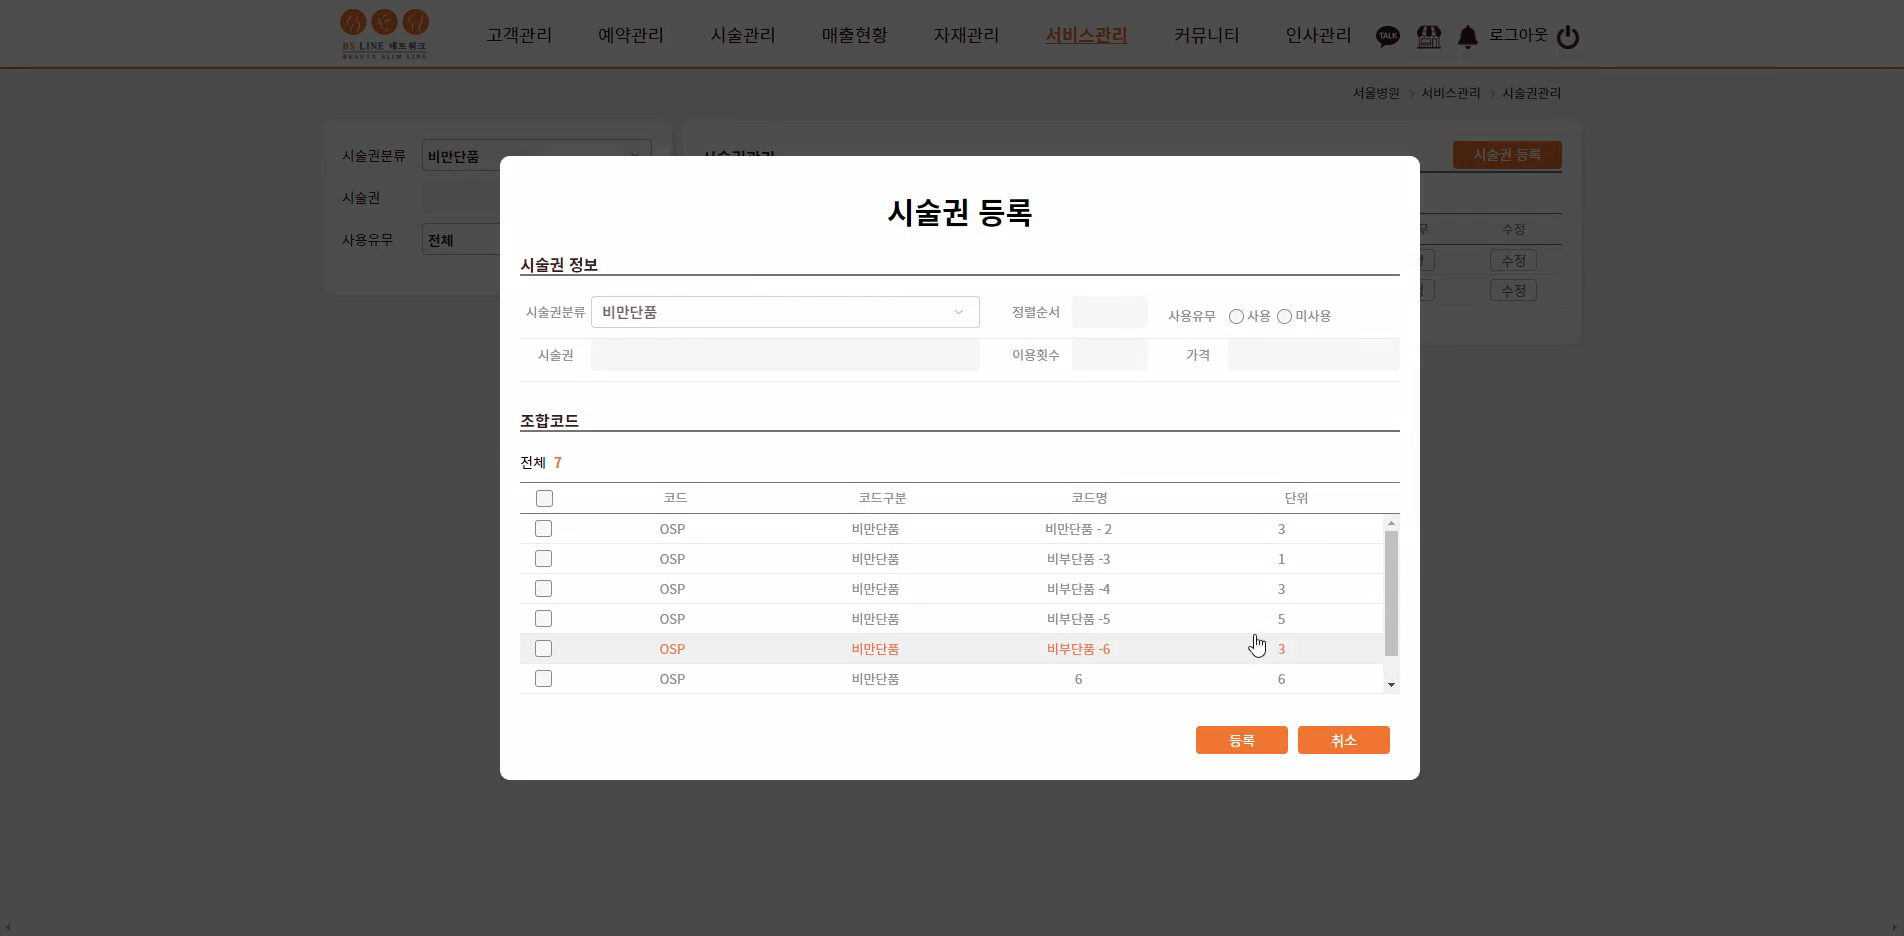 BS LINE 네트워크
BEAUTY SLIM LINE
고객관리 예약관리 시술관리 매출현황 자재관리 서비스관리 커뮤니티 인사관리 TALK 로그아웃
서울병원 > 서비스관리 > 시술권관리
시술권분류 비만단품
시술권
사용유무 전체
시술권관리
시술권 등록
수정
수정
수정
시술권 등록
시술권 정보
시술권분류 비만단품 정렬순서 사용유무 사용 미사용
시술권 이용횟수 가격
조합코드
전체 7
코드 코드구분 코드명 단위
OSP 비만단품 비만단품 - 2 3
OSP 비만단품 비부단품 -3 1
OSP 비만단품 비부단품 -4 3
OSP 비만단품 비부단품 -5 5
OSP 비만단품 비부단품 -6 3
OSP 비만단품 6 6
등록 취소